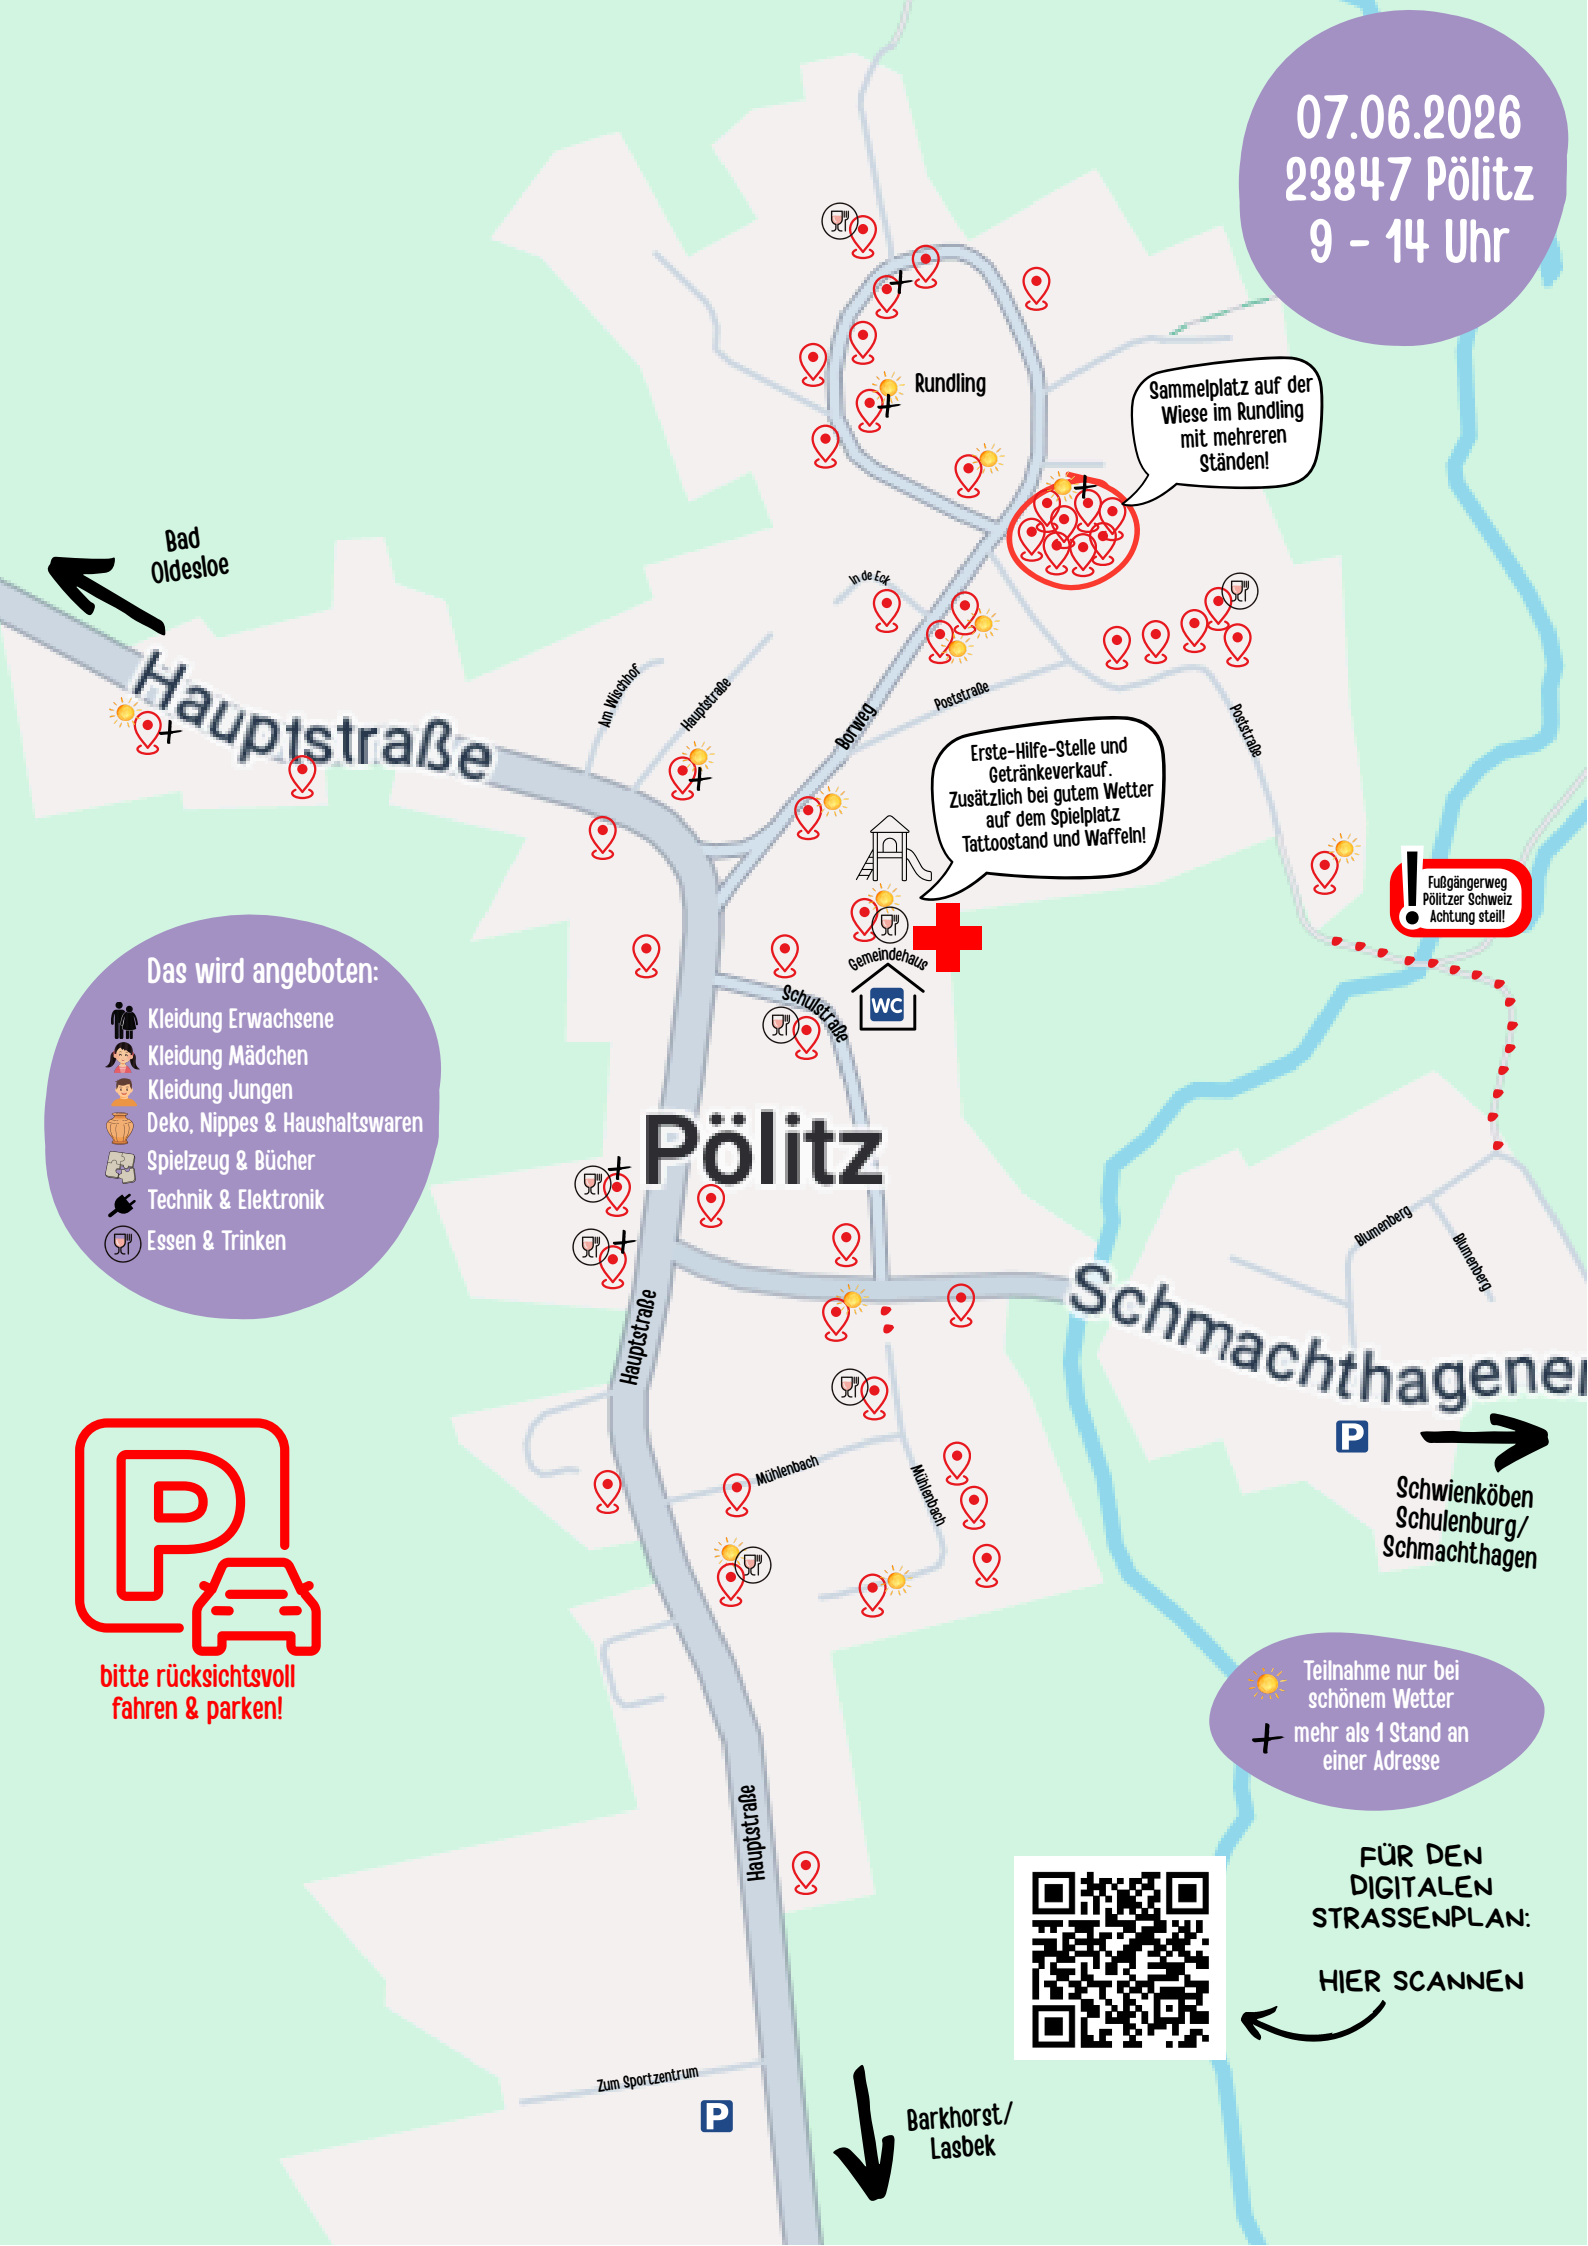 07.06.2026
23847 Pölitz
9 - 14 Uhr
Rundling
Sammelplatz auf der
Wiese im Rundling
mit mehreren
Ständen!
Bad
Oldesloe
Hauptstraße
In de Eck
Am Wischhof
Hauptstraße
Poststraße
Borweg
Poststraße
Erste-Hilfe-Stelle und
Getränkeverkauf.
Zusätzlich bei gutem Wetter
auf dem Spielplatz
Tattoostand und Waffeln!
!
Fußgängerweg
Pölitzer Schweiz
Achtung steil!
Gemeindehaus
WC
Schulstraße
Das wird angeboten:
Kleidung Erwachsene
Kleidung Mädchen
Kleidung Jungen
Deko, Nippes & Haushaltswaren
Spielzeug & Bücher
Technik & Elektronik
Essen & Trinken
Pölitz
Blumenberg
Blumenberg
Hauptstraße
Schmachthagener
P
Schwienköben
Schulenburg/
Schmachthagen
Mühlenbach
Mühlenbach
P
bitte rücksichtsvoll
fahren & parken!
Teilnahme nur bei
schönem Wetter
mehr als 1 Stand an
einer Adresse
Hauptstraße
FÜR DEN
DIGITALEN
STRASSENPLAN:
HIER SCANNEN
Zum Sportzentrum
P
Barkhorst/
Lasbek